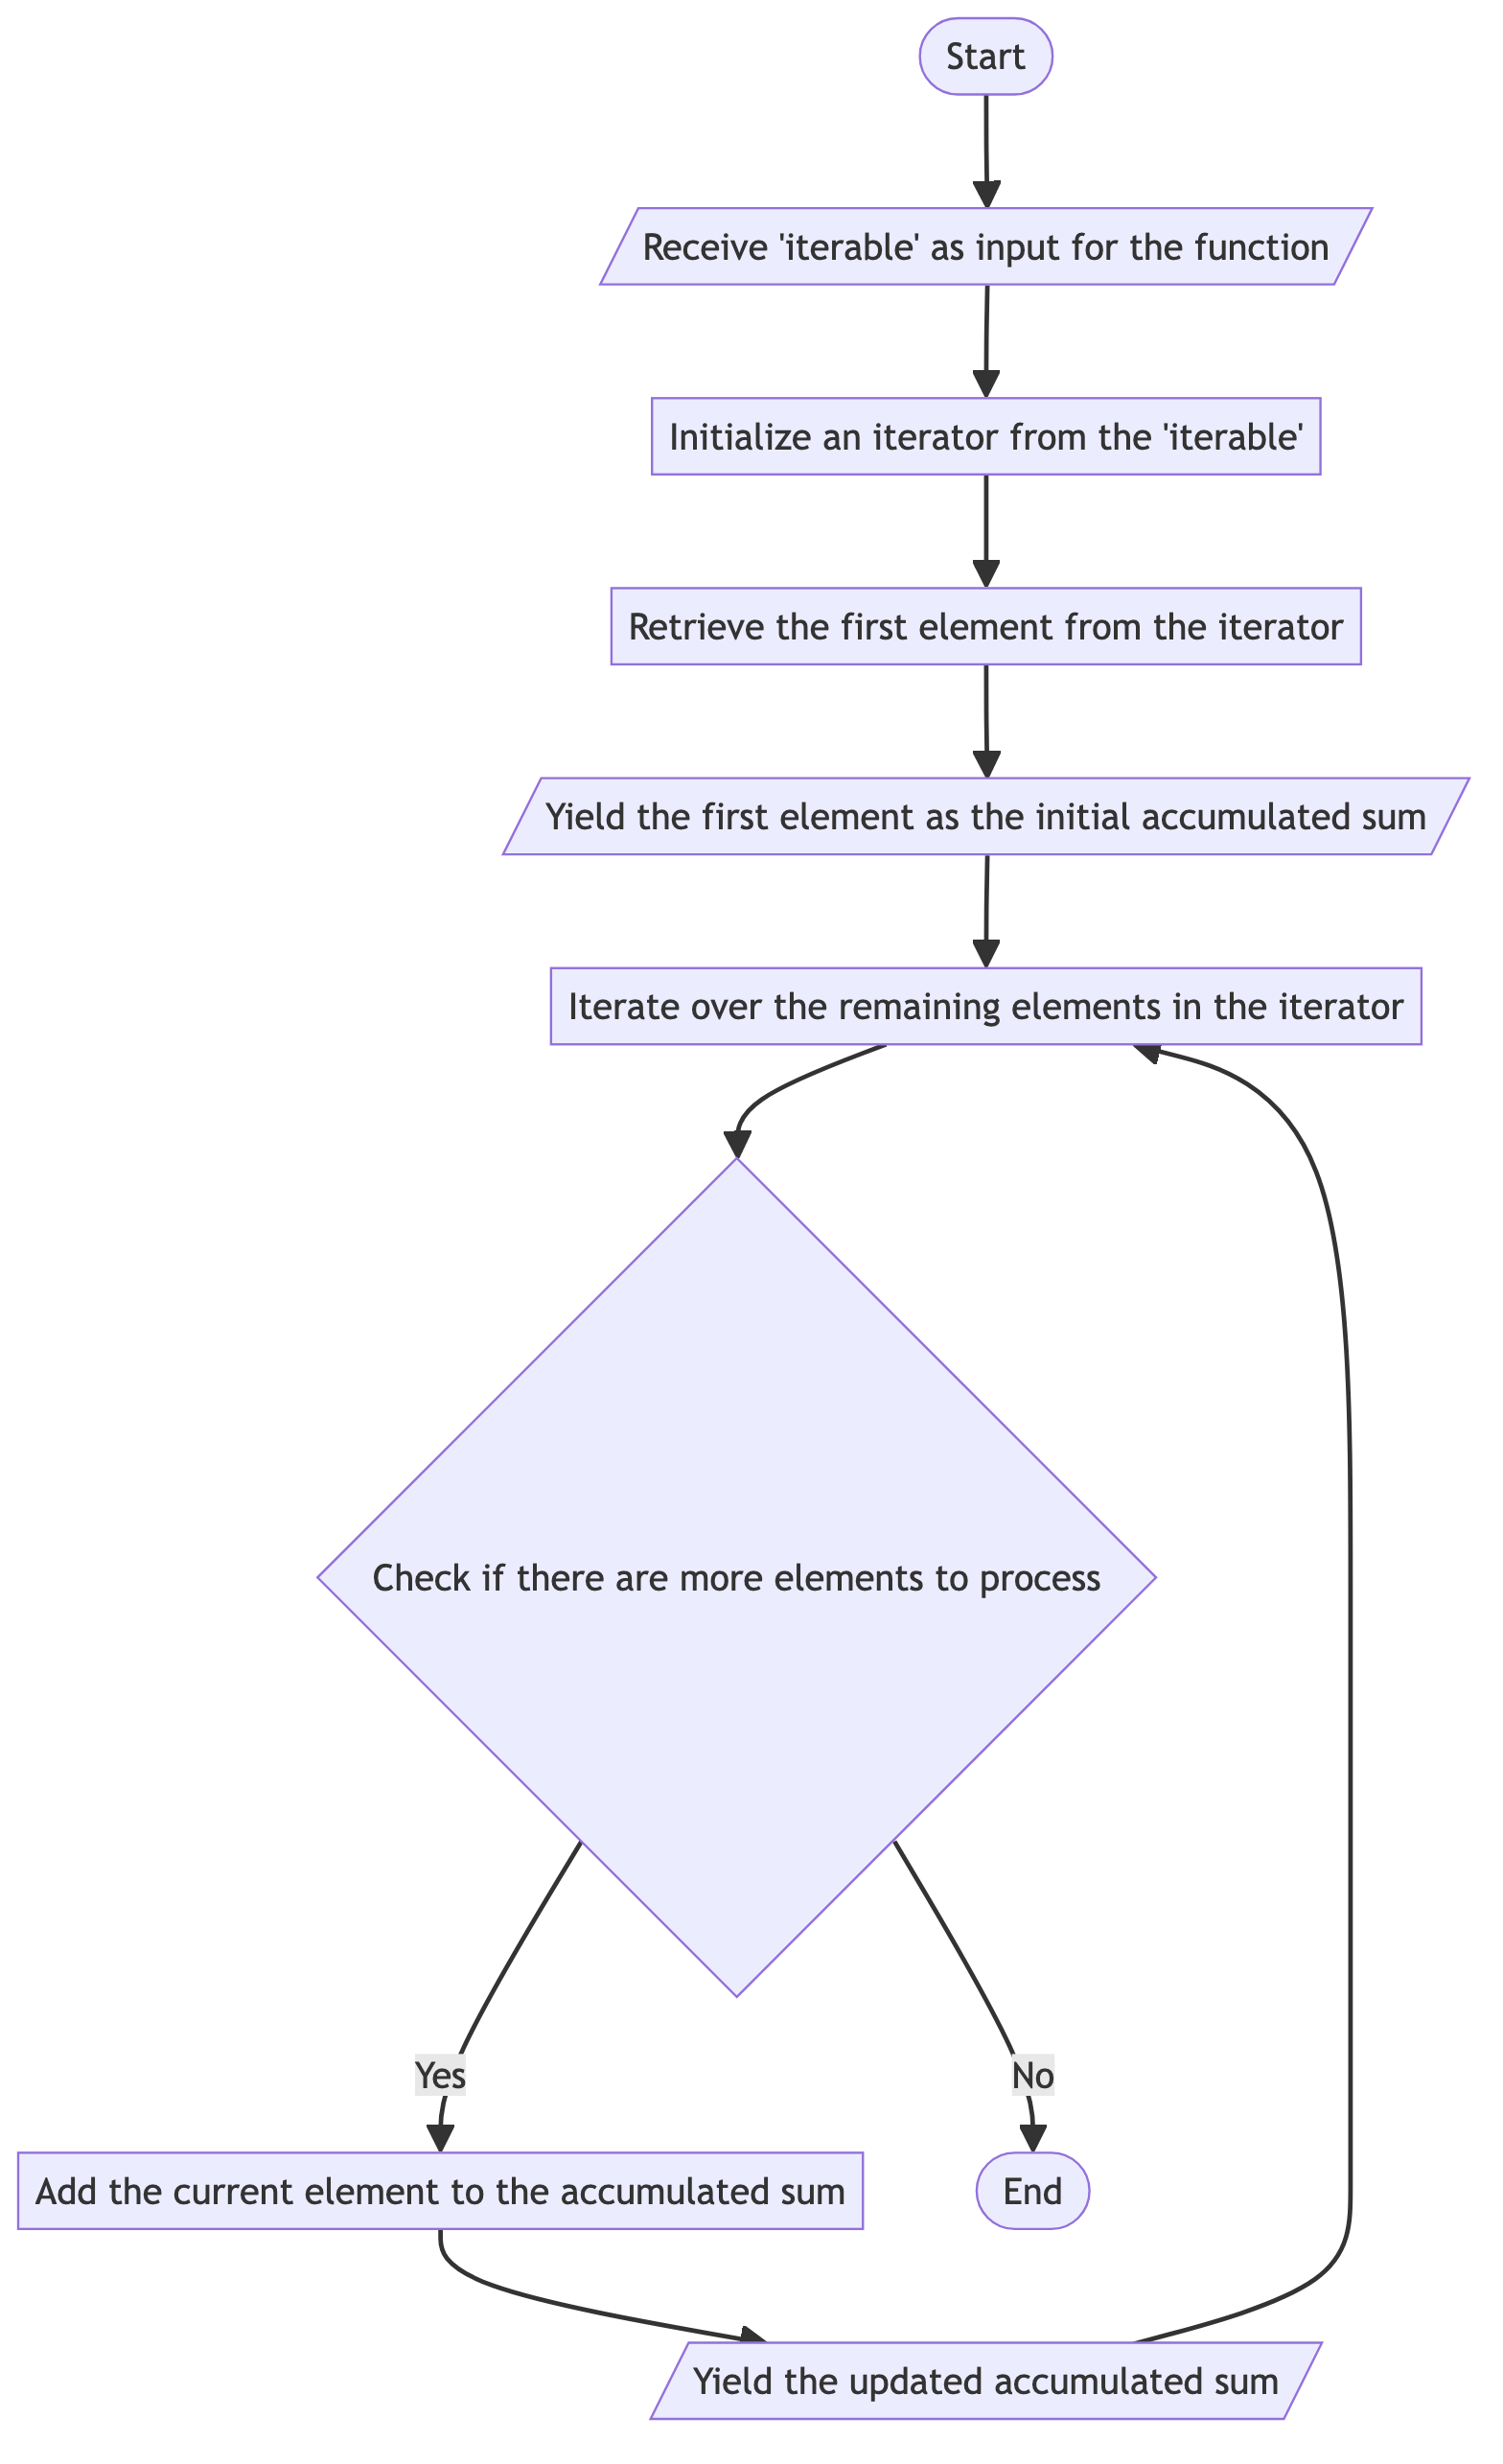 Start
Receive 'iterable' as input for the function
Initialize an iterator from the 'iterable'
Retrieve the first element from the iterator
Yield the first element as the initial accumulated sum
Iterate over the remaining elements in the iterator
Check if there are more elements to process
Yes
No
Add the current element to the accumulated sum
End
Yield the updated accumulated sum